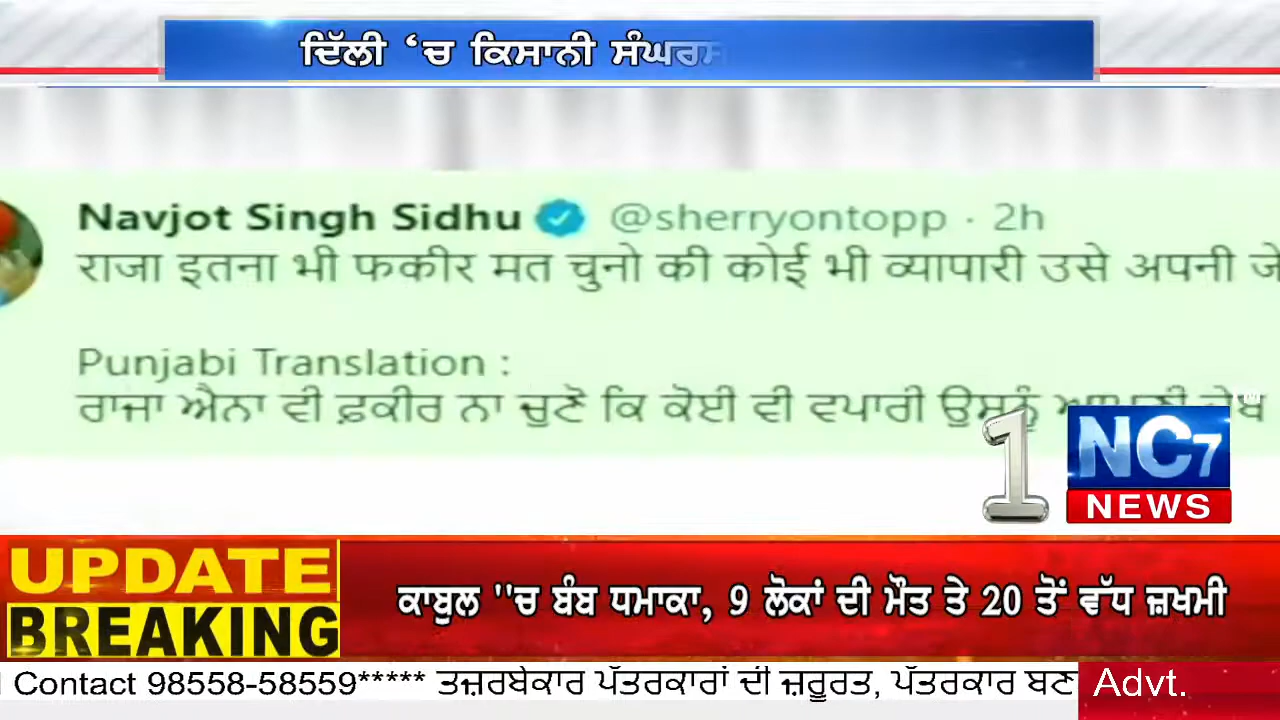 ਦਿੱਲੀ ‘ਚ ਕਿਸਾਨੀ
Navjot Singh Sidhu @sherryontopp · 2h
राजा इतना भी फकीर मत चुनो की कोई भी व्यापारी उसे अपनी
Punjabi Translation :
ਰਾਜਾ ਐਨਾ ਵੀ ਫ਼ਕੀਰ ਨਾ ਚੁਣੋ ਕਿ ਕੋਈ ਵੀ ਵਪਾਰੀ ਉਸਨੂੰ
1 NC7
NEWS
UPDATE
BREAKING
ਕਾਬੁਲ ''ਚ ਬੰਬ ਧਮਾਕਾ, 9 ਲੋਕਾਂ ਦੀ ਮੌਤ ਤੇ 20 ਤੋਂ ਵੱਧ ਜ਼ਖਮੀ
Contact 98558-58559***** ਤਜ਼ਰਬੇਕਾਰ ਪੱਤਰਕਾਰਾਂ ਦੀ ਜ਼ਰੂਰਤ, ਪੱਤਰਕਾਰ ਬਣ
Advt.